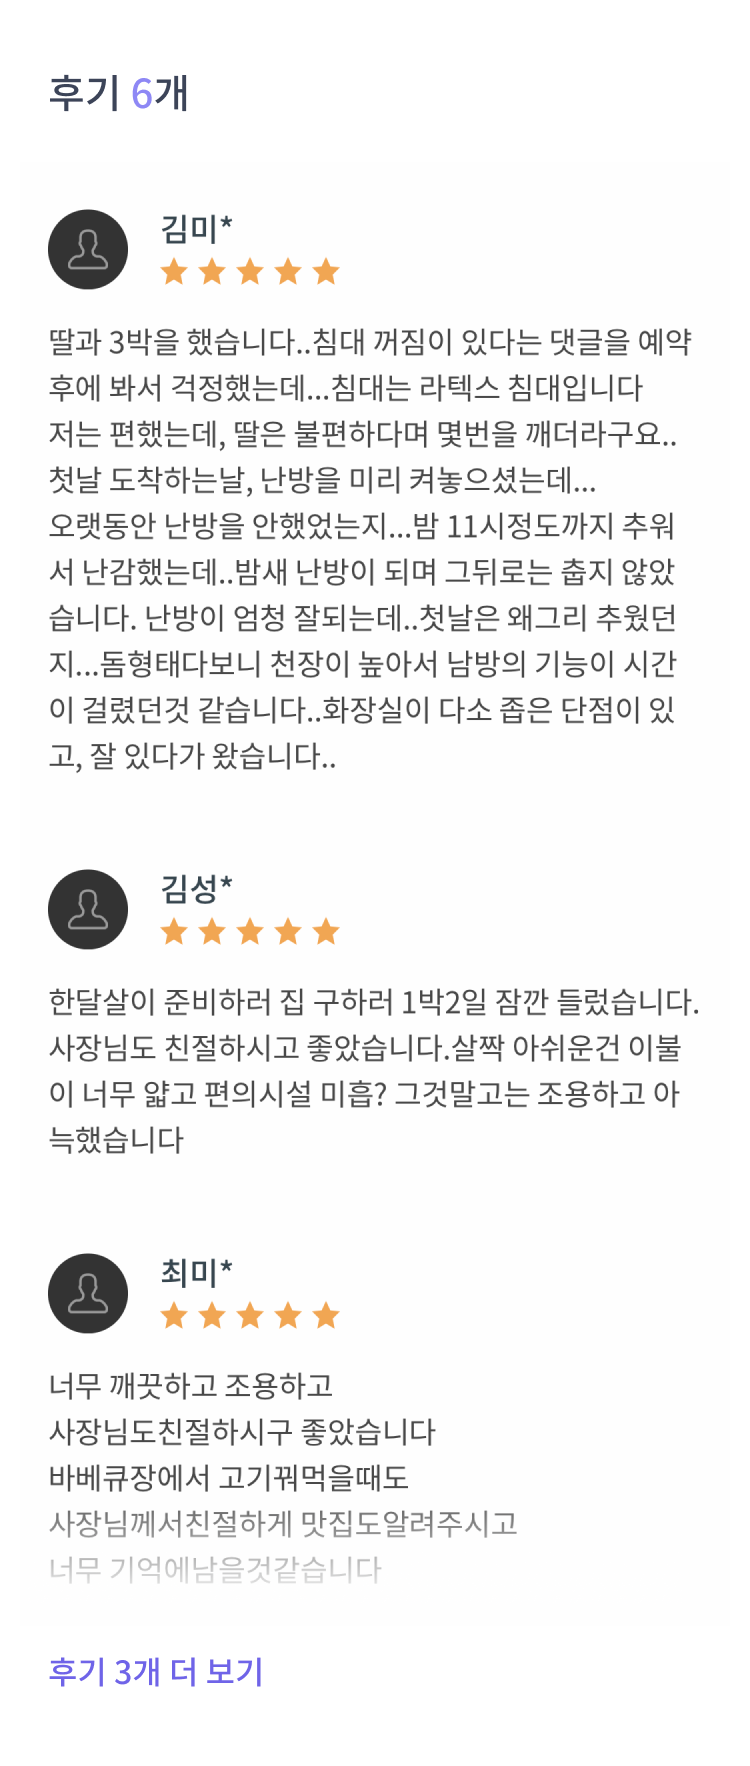 후기 6개
김미*
딸과 3박을 했습니다..침대 꺼짐이 있다는 댓글을 예약
후에 봐서 걱정했는데...침대는 라텍스 침대입니다
저는 편했는데, 딸은 불편하다며 몇번을 깨더라구요..
첫날 도착하는날, 난방을 미리 켜놓으셨는데...
오랫동안 난방을 안했었는지...밤 11시정도까지 추워
서 난감했는데..밤새 난방이 되며 그뒤로는 춥지 않았
습니다. 난방이 엄청 잘되는데..첫날은 왜그리 추웠던
지...돔형태다보니 천장이 높아서 남방의 기능이 시간
이 걸렸던것 같습니다..화장실이 다소 좁은 단점이 있
고, 잘 있다가 왔습니다..
김성*
한달살이 준비하러 집 구하러 1박2일 잠깐 들렀습니다.
사장님도 친절하시고 좋았습니다.살짝 아쉬운건 이불
이 너무 얇고 편의시설 미흡? 그것말고는 조용하고 아
늑했습니다
최미*
너무 깨끗하고 조용하고
사장님도친절하시구 좋았습니다
바베큐장에서 고기꿔먹을때도
사장님께서친절하게 맛집도알려주시고
너무 기억에남을것같습니다
후기 3개 더 보기